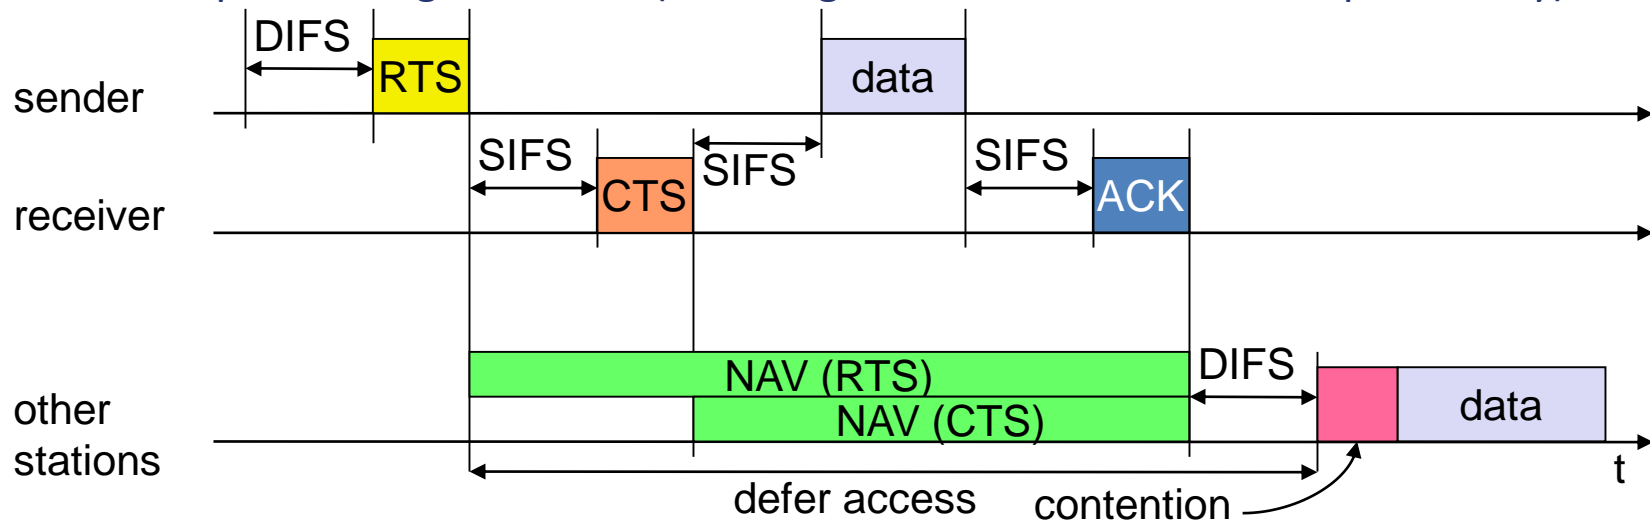 DIFS
RTS
data
sender
SIFS
SIFS
SIFS
CTS
ACK
receiver
NAV (RTS)
DIFS
NAV (CTS)
data
other
stations
t
defer access
contention